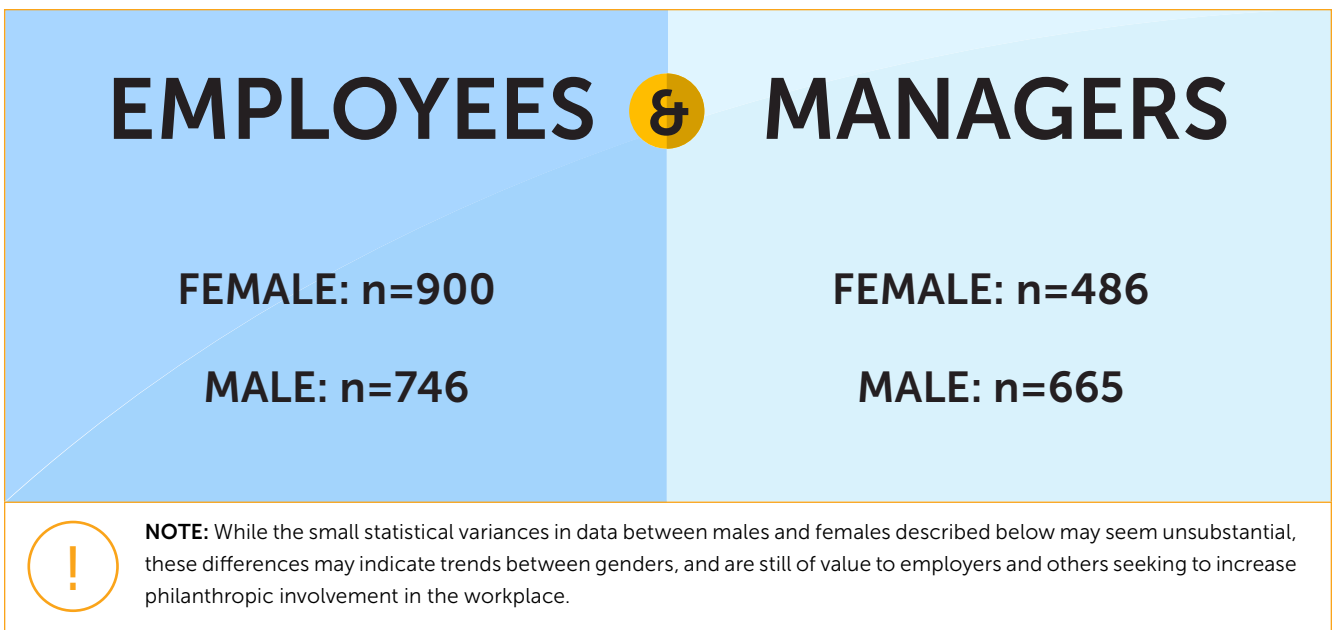 EMPLOYEES & MANAGERS
FEMALE: n=900
MALE: n=746
FEMALE: n=486
MALE: n=665
!
NOTE: While the small statistical variances in data between males and females described below may seem unsubstantial,
these differences may indicate trends between genders, and are still of value to employers and others seeking to increase
philanthropic involvement in the workplace.